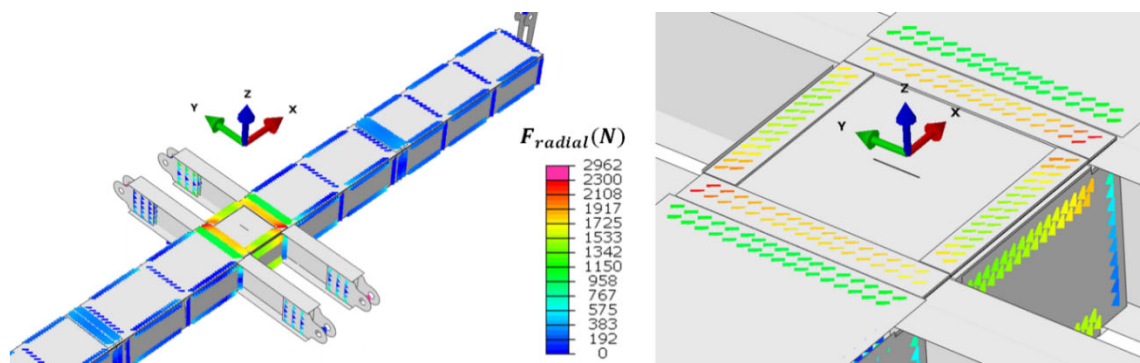 Z
Y
X
F_radial(N)
2962
2300
2108
1917
1725
1533
1342
1150
958
767
575
383
192
0
Z
Y
X